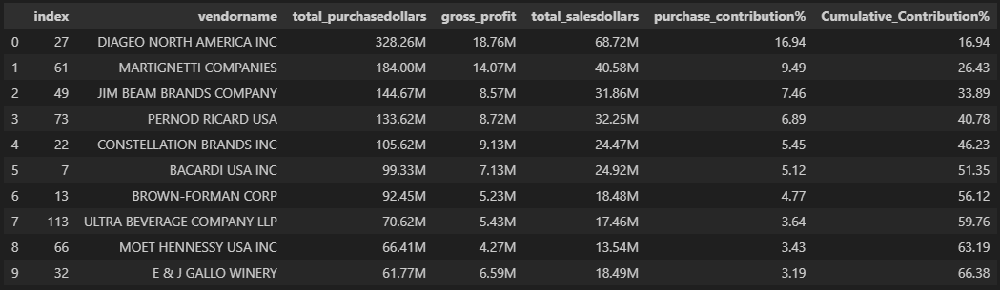 index vendorname total_purchasedollars gross_profit total_salesdollars purchase_contribution% Cumulative_Contribution%
0 27 DIAGEO NORTH AMERICA INC 328.26M 18.76M 68.72M 16.94 16.94
1 61 MARTIGNETTI COMPANIES 184.00M 14.07M 40.58M 9.49 26.43
2 49 JIM BEAM BRANDS COMPANY 144.67M 8.57M 31.86M 7.46 33.89
3 73 PERNOD RICARD USA 133.62M 8.72M 32.25M 6.89 40.78
4 22 CONSTELLATION BRANDS INC 105.62M 9.13M 24.47M 5.45 46.23
5 7 BACARDI USA INC 99.33M 7.13M 24.92M 5.12 51.35
6 13 BROWN-FORMAN CORP 92.45M 5.23M 18.48M 4.77 56.12
7 113 ULTRA BEVERAGE COMPANY LLP 70.62M 5.43M 17.46M 3.64 59.76
8 66 MOET HENNESSY USA INC 66.41M 4.27M 13.54M 3.43 63.19
9 32 E & J GALLO WINERY 61.77M 6.59M 18.49M 3.19 66.38